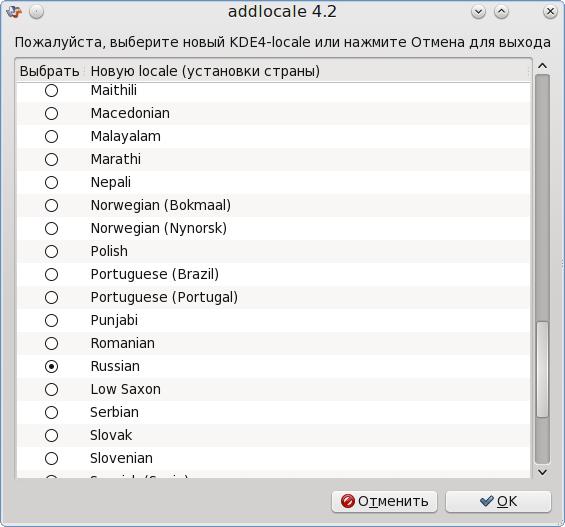 addlocale 4.2
Пожалуйста, выберите новый KDE4-locale или нажмите Отмена для выхода
Выбрать Новую locale (установки страны)
Maithili
Macedonian
Malayalam
Marathi
Nepali
Norwegian (Bokmaal)
Norwegian (Nynorsk)
Polish
Portuguese (Brazil)
Portuguese (Portugal)
Punjabi
Romanian
Russian
Low Saxon
Serbian
Slovak
Slovenian
Отменить OK